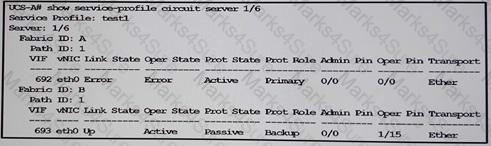 UCS-A# show service-profile circuit server 1/6
Service Profile: test1
Server: 1/6
Fabric ID: A
Path ID: 1
VIF vNIC Link State Oper State Prot State Prot Role Admin Pin Oper Pin Transport
692 eth0 Error Error Active Primary 0/0 0/0 Ether
Fabric ID: B
Path ID: 1
VIF vNIC Link State Oper State Prot State Prot Role Admin Pin Oper Pin Transport
693 eth0 Up Active Passive Backup 0/0 1/15 Ether